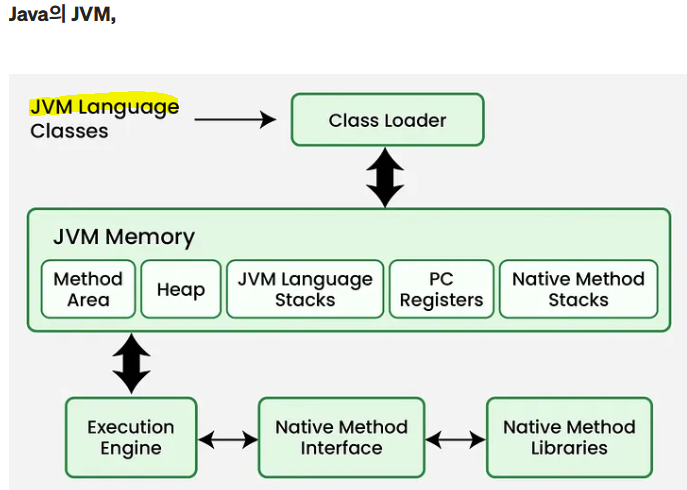 Java의 JVM,
JVM Language
Classes
Class Loader
JVM Memory
Method
Area
Heap
JVM Language
Stacks
PC
Registers
Native Method
Stacks
Execution
Engine
Native Method
Interface
Native Method
Libraries